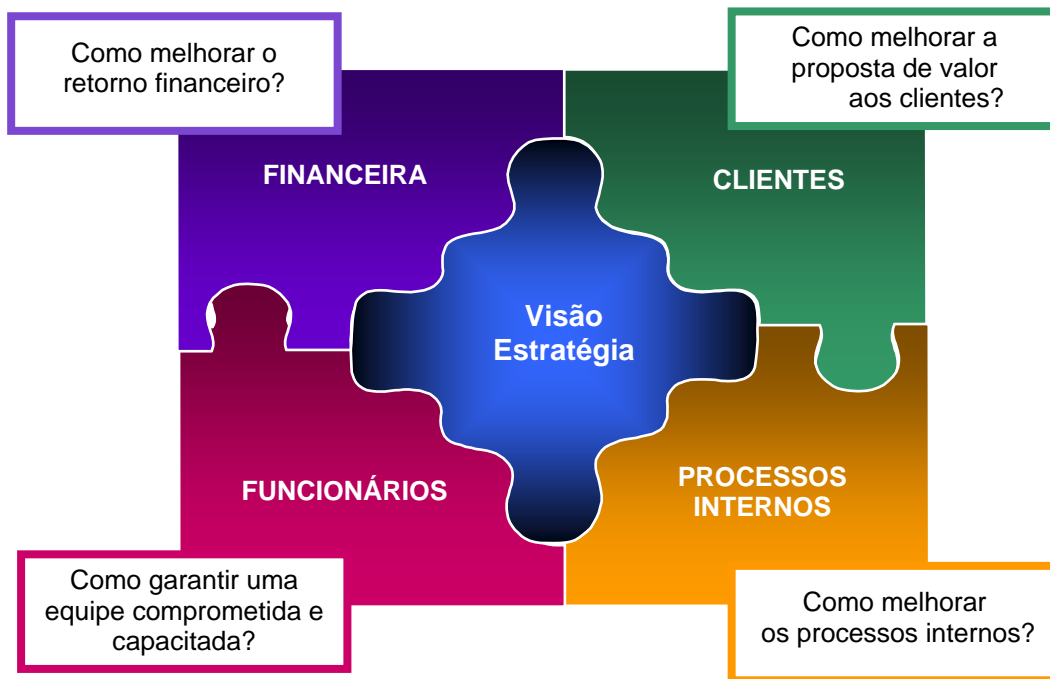 Como melhorar o
retorno financeiro?
Como melhorar a
proposta de valor
aos clientes?
FINANCEIRA
CLIENTES
Visão
Estratégia
FUNCIONÁRIOS
PROCESSOS
INTERNOS
Como garantir uma
equipe comprometida e
capacitada?
Como melhorar
os processos internos?